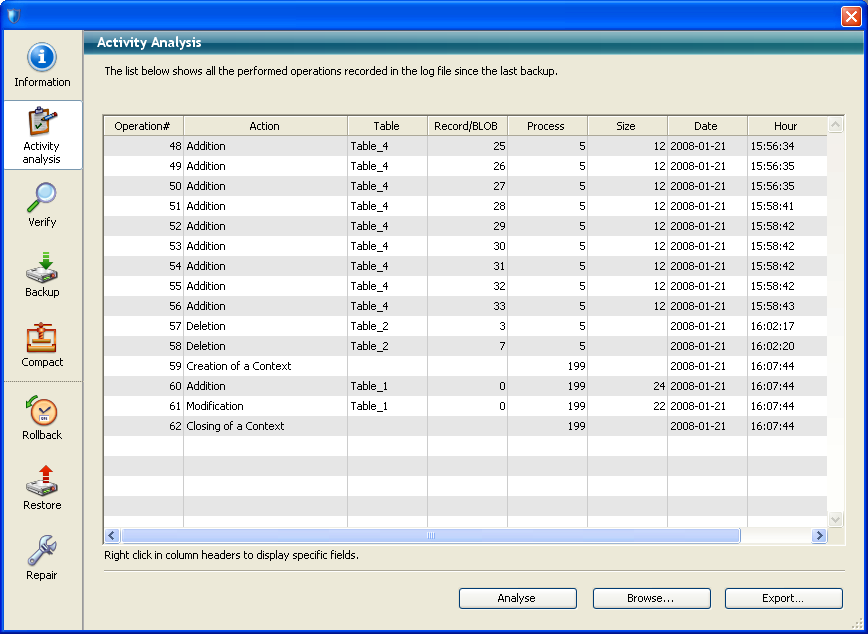 Activity Analysis
The list below shows all the performed operations recorded in the log file since the last backup.
Information
Activity
analysis
Verify
Backup
Compact
Rollback
Restore
Repair
Operation# Action Table Record/BLOB Process Size Date Hour
48 Addition Table_4 25 5 12 2008-01-21 15:56:34
49 Addition Table_4 26 5 12 2008-01-21 15:56:35
50 Addition Table_4 27 5 12 2008-01-21 15:56:35
51 Addition Table_4 28 5 12 2008-01-21 15:58:41
52 Addition Table_4 29 5 12 2008-01-21 15:58:42
53 Addition Table_4 30 5 12 2008-01-21 15:58:42
54 Addition Table_4 31 5 12 2008-01-21 15:58:42
55 Addition Table_4 32 5 12 2008-01-21 15:58:42
56 Addition Table_4 33 5 12 2008-01-21 15:58:43
57 Deletion Table_2 3 5 2008-01-21 16:02:17
58 Deletion Table_2 7 5 2008-01-21 16:02:20
59 Creation of a Context 199 2008-01-21 16:07:44
60 Addition Table_1 0 199 24 2008-01-21 16:07:44
61 Modification Table_1 0 199 22 2008-01-21 16:07:44
62 Closing of a Context 199 2008-01-21 16:07:44
Right click in column headers to display specific fields.
Analyse Browse... Export...